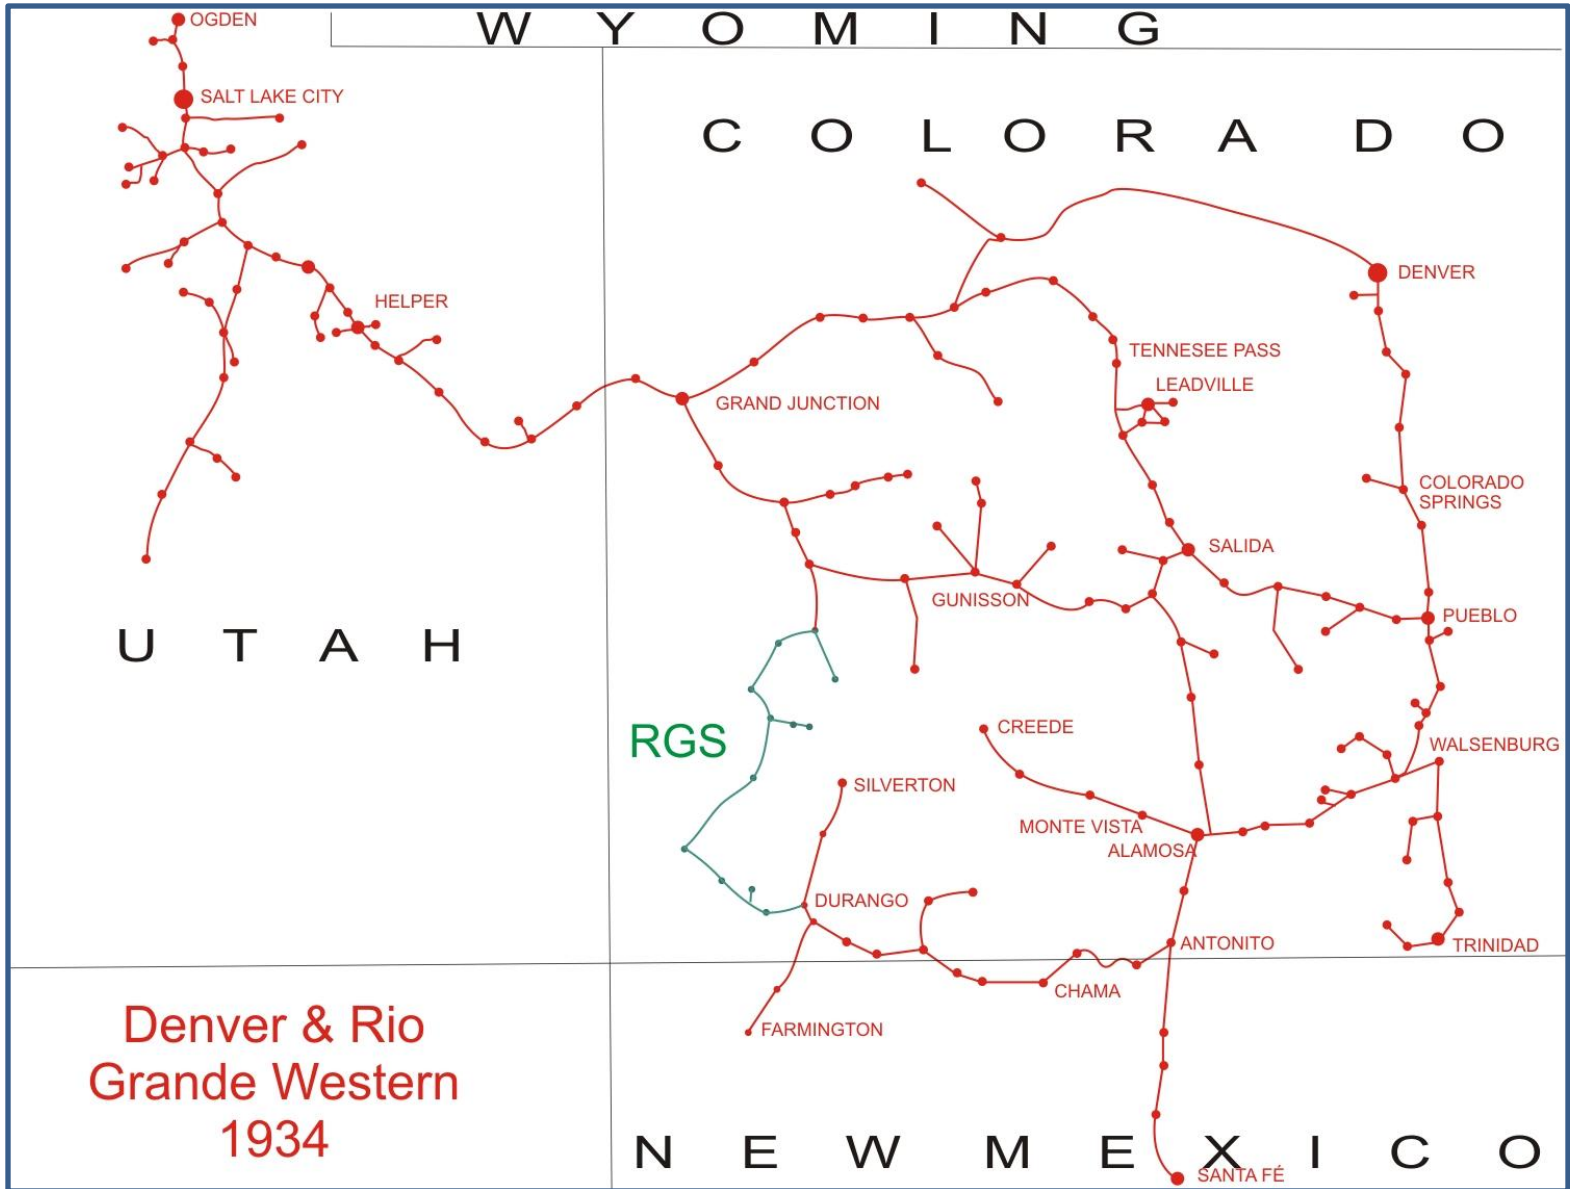 OGDEN
W Y O M I N G
SALT LAKE CITY
C O L O R A D O
DENVER
HELPER
TENNESEE PASS
LEADVILLE
GRAND JUNCTION
COLORADO
SPRINGS
SALIDA
GUNISSON
PUEBLO
U T A H
RGS
CREEDE
WALSENBURG
SILVERTON
MONTE VISTA
ALAMOSA
DURANGO
ANTONITO
TRINIDAD
CHAMA
FARMINGTON
Denver & Rio
Grande Western
1934
N E W M E X I C O
SANTA FÉ